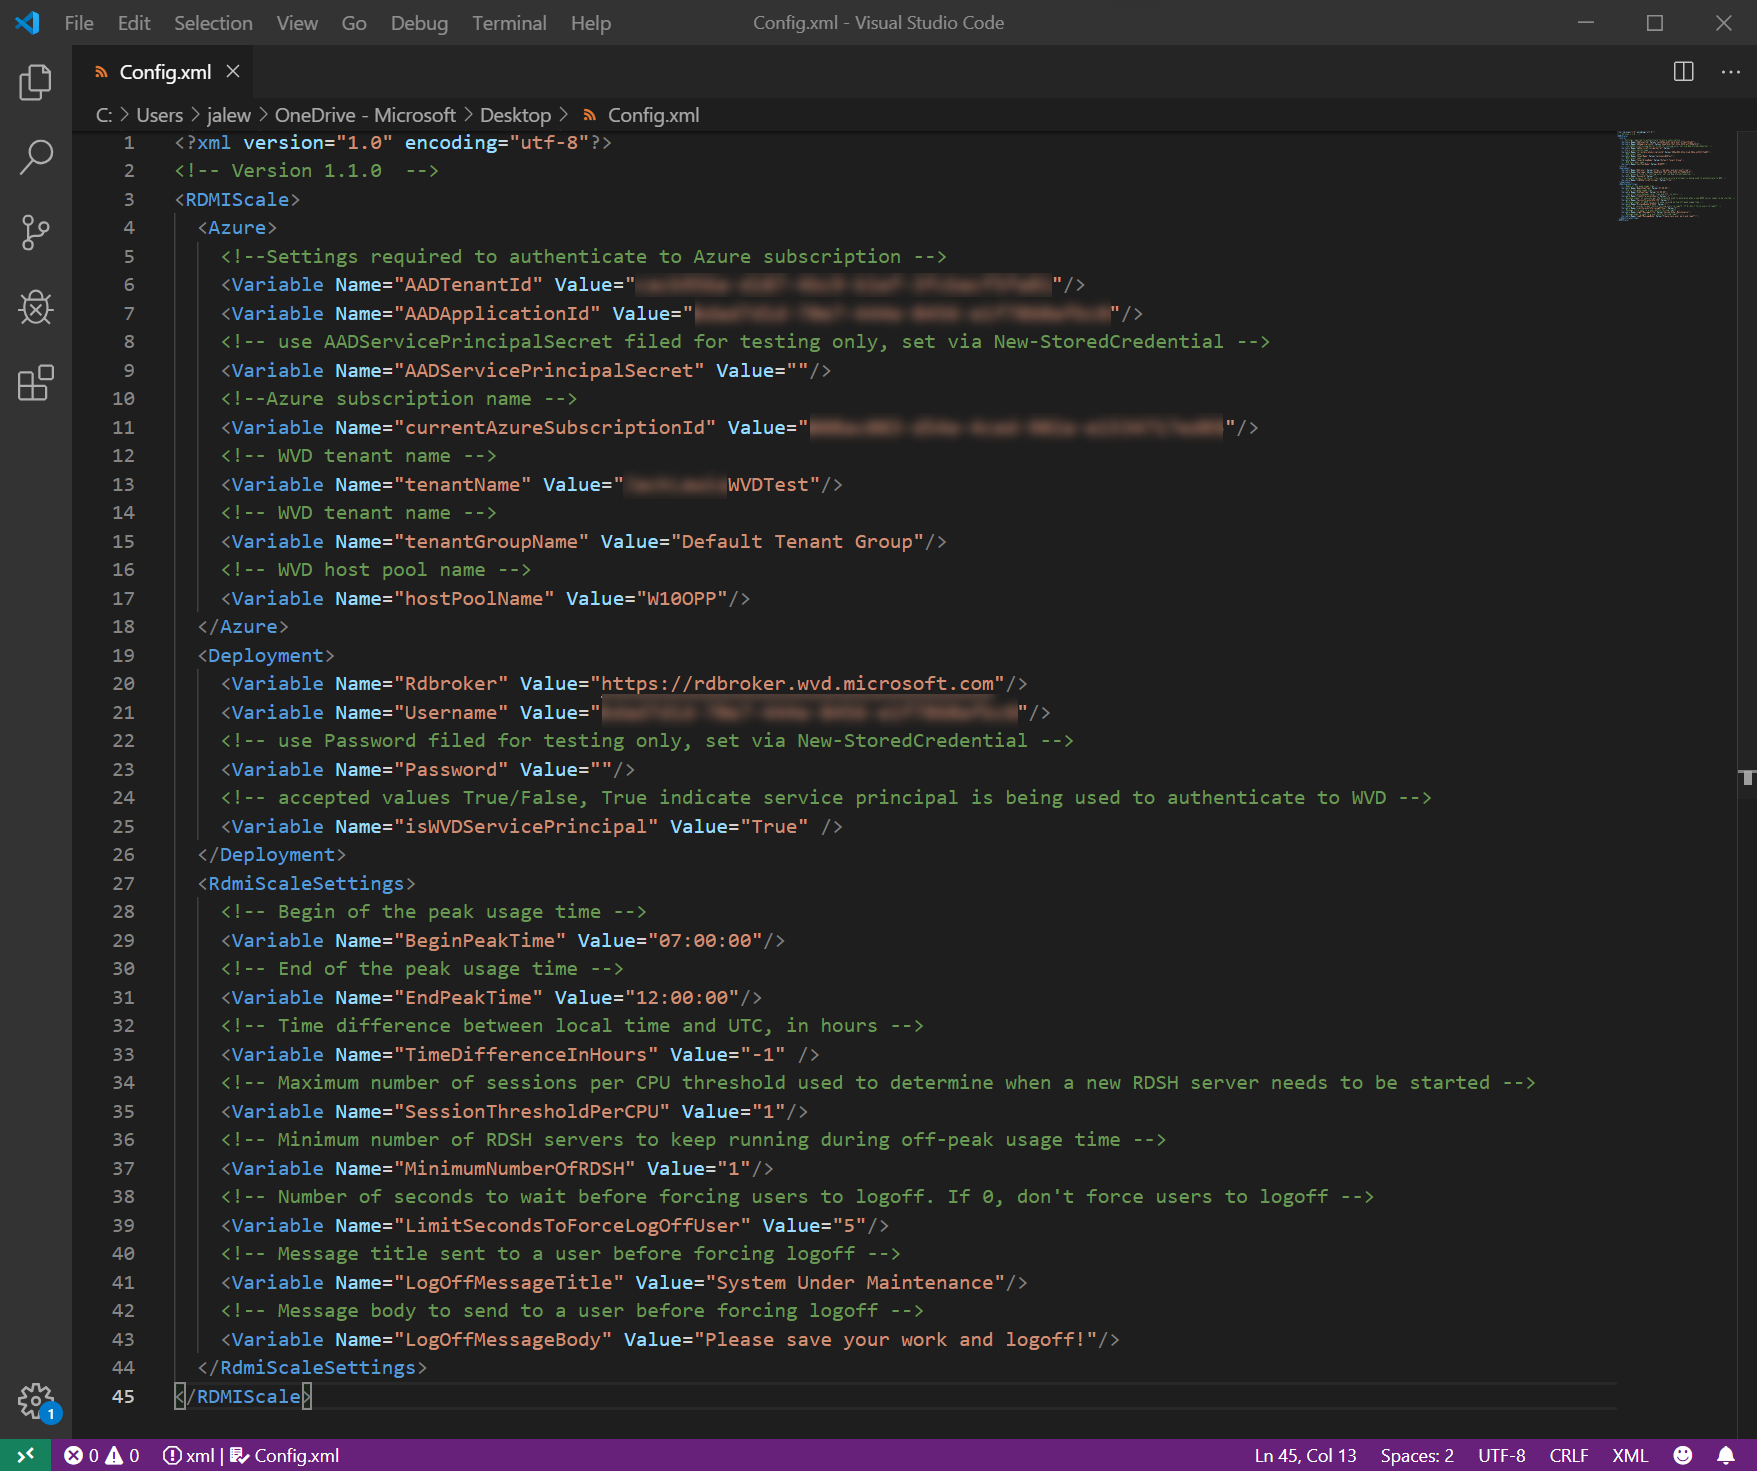 File Edit Selection View Go Debug Terminal Help Config.xml - Visual Studio Code
Config.xml
C: > Users > jalew > OneDrive - Microsoft > Desktop > Config.xml
1 <?xml version="1.0" encoding="utf-8"?>
2 <!-- Version 1.1.0  -->
3 <RDMIScale>
4 <Azure>
5 <!--Settings required to authenticate to Azure subscription -->
6 <Variable Name="AADTenantId" Value=""/>
7 <Variable Name="AADApplicationId" Value=""/>
8 <!-- use AADServicePrincipalSecret filed for testing only, set via New-StoredCredential -->
9 <Variable Name="AADServicePrincipalSecret" Value=""/>
10 <!--Azure subscription name -->
11 <Variable Name="currentAzureSubscriptionId" Value=""/>
12 <!-- WVD tenant name -->
13 <Variable Name="tenantName" Value="WVDTest"/>
14 <!-- WVD tenant name -->
15 <Variable Name="tenantGroupName" Value="Default Tenant Group"/>
16 <!-- WVD host pool name -->
17 <Variable Name="hostPoolName" Value="W10OPP"/>
18 </Azure>
19 <Deployment>
20 <Variable Name="Rdbroker" Value="https://rdbroker.wvd.microsoft.com"/>
21 <Variable Name="Username" Value=""/>
22 <!-- use Password filed for testing only, set via New-StoredCredential -->
23 <Variable Name="Password" Value=""/>
24 <!-- accepted values True/False, True indicate service principal is being used to authenticate to WVD -->
25 <Variable Name="isWVDServicePrincipal" Value="True" />
26 </Deployment>
27 <RdmiScaleSettings>
28 <!-- Begin of the peak usage time -->
29 <Variable Name="BeginPeakTime" Value="07:00:00"/>
30 <!-- End of the peak usage time -->
31 <Variable Name="EndPeakTime" Value="12:00:00"/>
32 <!-- Time difference between local time and UTC, in hours -->
33 <Variable Name="TimeDifferenceInHours" Value="-1" />
34 <!-- Maximum number of sessions per CPU threshold used to determine when a new RDSH server needs to be started -->
35 <Variable Name="SessionThresholdPerCPU" Value="1"/>
36 <!-- Minimum number of RDSH servers to keep running during off-peak usage time -->
37 <Variable Name="MinimumNumberOfRDSH" Value="1"/>
38 <!-- Number of seconds to wait before forcing users to logoff. If 0, don't force users to logoff -->
39 <Variable Name="LimitSecondsToForceLogOffUser" Value="5"/>
40 <!-- Message title sent to a user before forcing logoff -->
41 <Variable Name="LogOffMessageTitle" Value="System Under Maintenance"/>
42 <!-- Message body to send to a user before forcing logoff -->
43 <Variable Name="LogOffMessageBody" Value="Please save your work and logoff!"/>
44 </RdmiScaleSettings>
45 </RDMIScale>
1
0 0 xml | Config.xml Ln 45, Col 13 Spaces: 2 UTF-8 CRLF XML